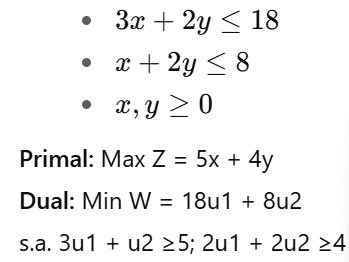 • 3x + 2y ≤ 18
• x + 2y ≤ 8
• x, y ≥ 0
Primal: Max Z = 5x + 4y
Dual: Min W = 18u1 + 8u2
s.a. 3u1 + u2 ≥5; 2u1 + 2u2 ≥4